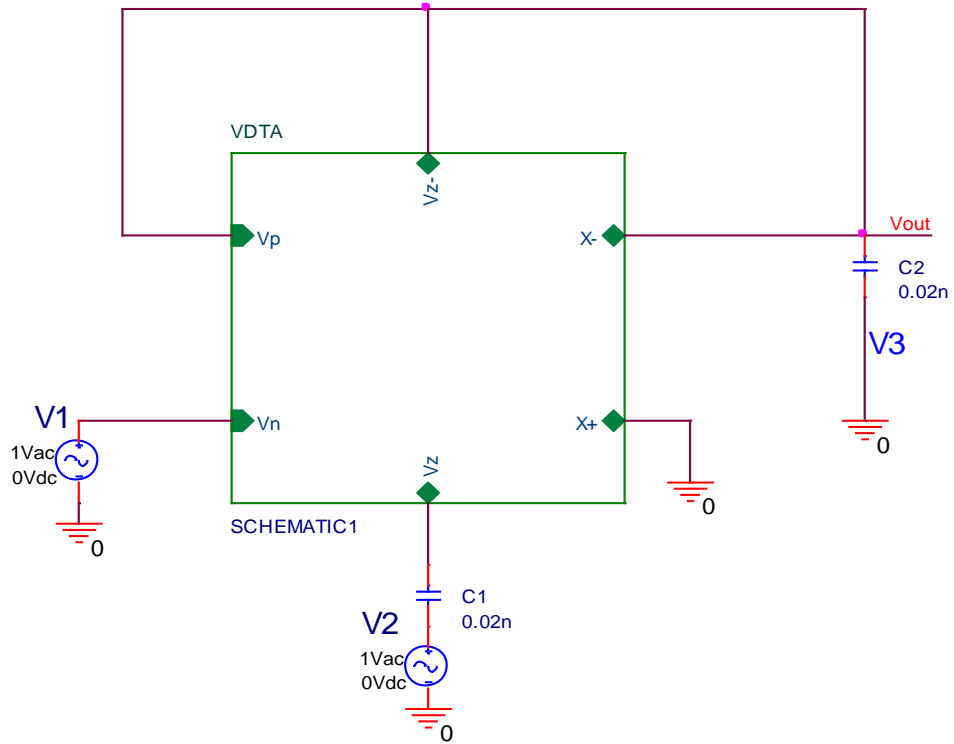 VDTA
Vz-
Vp
X-
Vout
C2
0.02n
V3
V1
Vn
X+
1Vac
0Vdc
0
Vz
0
0
SCHEMATIC1
C1
0.02n
V2
1Vac
0Vdc
0